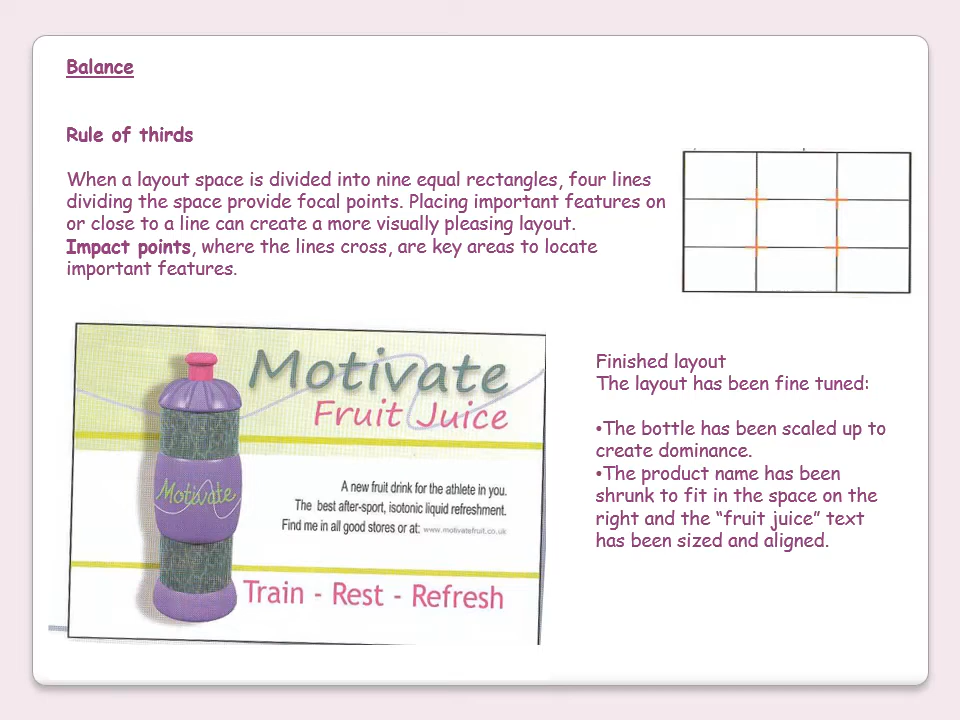 Balance
Rule of thirds
When a layout space is divided into nine equal rectangles, four lines
dividing the space provide focal points. Placing important features on
or close to a line can create a more visually pleasing layout.
Impact points, where the lines cross, are key areas to locate
important features.
Motivate
Fruit Juice
Motivate
A new fruit drink for the athlete in you.
The best after-sport, isotonic liquid refreshment.
Find me in all good stores or at: www.motivatefruit.co.uk
Train - Rest - Refresh
Finished layout
The layout has been fine tuned:
•The bottle has been scaled up to
create dominance.
•The product name has been
shrunk to fit in the space on the
right and the “fruit juice” text
has been sized and aligned.